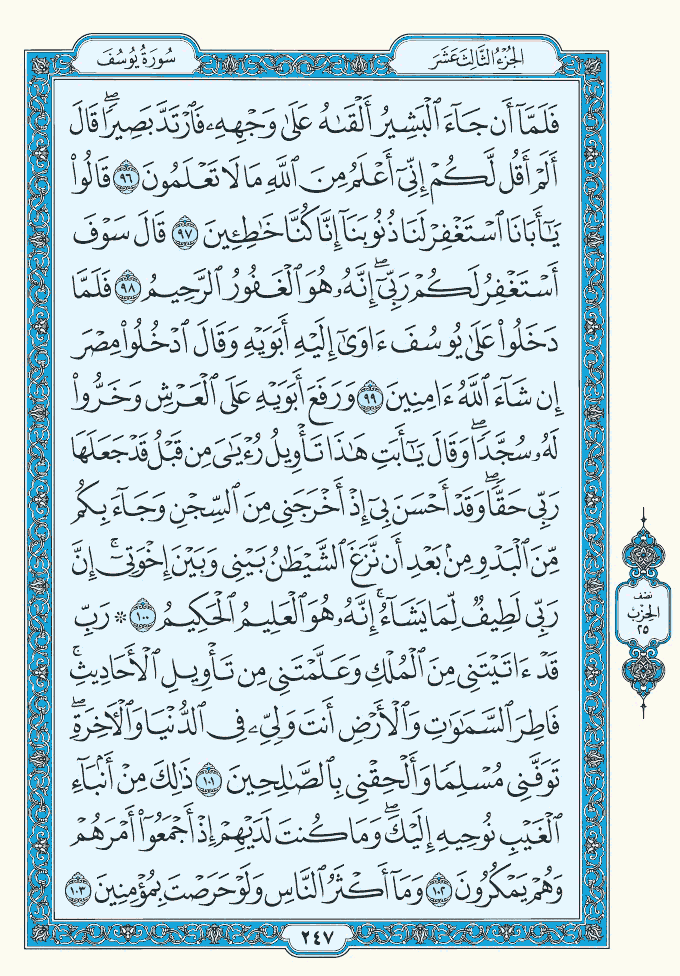 الجزء الثالث عشر
سورة يوسف
فَلَمَّآ أَن جَآءَ ٱلْبَشِيرُ أَلْقَىٰهُ عَلَىٰ وَجْهِهِۦ فَٱرْتَدَّ بَصِيرًاۖ قَالَ
أَلَمْ أَقُل لَّكُمْ إِنِّىٓ أَعْلَمُ مِنَ ٱللَّهِ مَا لَا تَعْلَمُونَ ٩٦ قَالُوا۟
يَـٰٓأَبَانَا ٱسْتَغْفِرْ لَنَا ذُنُوبَنَآ إِنَّا كُنَّا خَـٰطِـِٔينَ ٩٧ قَالَ سَوْفَ
أَسْتَغْفِرُ لَكُمْ رَبِّىٓۖ إِنَّهُۥ هُوَ ٱلْغَفُورُ ٱلرَّحِيمُ ٩٨ فَلَمَّا
دَخَلُوا۟ عَلَىٰ يُوسُفَ ءَاوَىٰٓ إِلَيْهِ أَبَوَيْهِ وَقَالَ ٱدْخُلُوا۟ مِصْرَ
إِن شَآءَ ٱللَّهُ ءَامِنِينَ ٩٩ وَرَفَعَ أَبَوَيْهِ عَلَى ٱلْعَرْشِ وَخَرُّوا۟
لَهُۥ سُجَّدًاۖ وَقَالَ يَـٰٓأَبَتِ هَـٰذَا تَأْوِيلُ رُءْيَـٰىَ مِن قَبْلُ قَدْ جَعَلَهَا
رَبِّى حَقًّاۖ وَقَدْ أَحْسَنَ بِىٓ إِذْ أَخْرَجَنِى مِنَ ٱلسِّجْنِ وَجَآءَ بِكُم
مِّنَ ٱلْبَدْوِ مِنۢ بَعْدِ أَن نَّزَغَ ٱلشَّيْطَـٰنُ بَيْنِى وَبَيْنَ إِخْوَتِىٓۚ إِنَّ
رَبِّى لَطِيفٌ لِّمَا يَشَآءُۚ إِنَّهُۥ هُوَ ٱلْعَلِيمُ ٱلْحَكِيمُ ١٠٠ ۞ رَبِّ
قَدْ ءَاتَيْتَنِى مِنَ ٱلْمُلْكِ وَعَلَّمْتَنِى مِن تَأْوِيلِ ٱلْأَحَادِيثِۚ
فَاطِرَ ٱلسَّمَـٰوَٰتِ وَٱلْأَرْضِ أَنتَ وَلِىِّۦ فِى ٱلدُّنْيَا وَٱلْـَٔاخِرَةِۖ
تَوَفَّنِى مُسْلِمًا وَأَلْحِقْنِى بِٱلصَّـٰلِحِينَ ١٠١ ذَٰلِكَ مِنْ أَنۢبَآءِ
ٱلْغَيْبِ نُوحِيهِ إِلَيْكَۖ وَمَا كُنتَ لَدَيْهِمْ إِذْ أَجْمَعُوٓا۟ أَمْرَهُمْ
وَهُمْ يَمْكُرُونَ ١٠٢ وَمَآ أَكْثَرُ ٱلنَّاسِ وَلَوْ حَرَصْتَ بِمُؤْمِنِينَ ١٠٣
نصف
الحزب
٢٥
٢٤٧